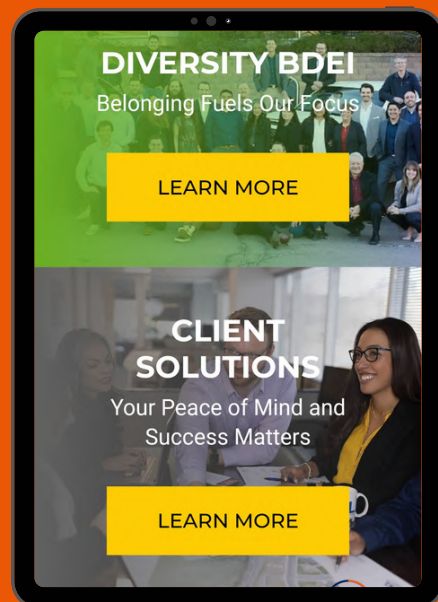 DIVERSITY BDEI
Belonging Fuels Our Focus
LEARN MORE
CLIENT
SOLUTIONS
Your Peace of Mind and
Success Matters
LEARN MORE